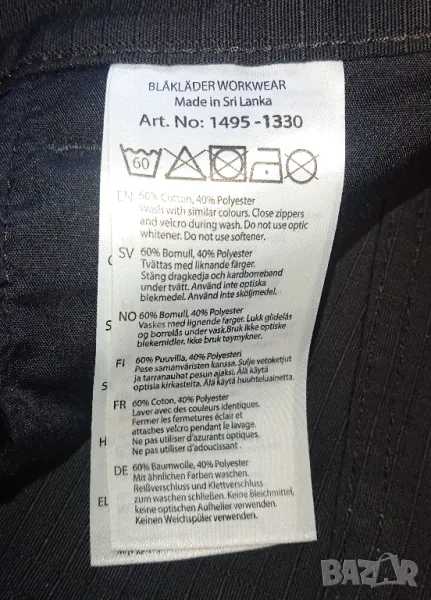 BLÅKLÄDER WORKWEAR
Made in Sri Lanka
Art. No: 1495 -1330
60
EN 60% Cotton, 40% Polyester
Wash with similar colours. Close zippers
and velcro during wash. Do not use optic
whitener. Do not use softener.
SV 60% Bomull, 40% Polyester
Tvättas med liknande färger.
Stäng dragkedja och kardborreband
under tvätt. Använd inte optiska
blekmedel. Använd inte sköljmedel.
NO 60% Bomull, 40% Polyester
Vaskes med lignende farger. Lukk glidelås
og borrelås under vask. Bruk ikke optiske
blekemidler. Ikke bruk tøymykner.
FI 60% Puuvilla, 40% Polyesteri
Pese samanväristen kanssa. Sulje vetoketjut
ja tarranauhat pesun ajaksi. Älä käytä
optisia kirkasteita. Älä käytä huuhteluainetta.
FR 60% Coton, 40% Polyester
Laver avec des couleurs identiques.
Fermer les fermetures éclair et
attaches velcro pendant le lavage.
Ne pas utiliser d'azurants optiques.
Ne pas utiliser d'adoucissant .
DE 60% Baumwolle, 40% Polyester
Mit ähnlichen Farben waschen.
Reißverschluss und Klettverschluss
zum waschen schließen. Keine Bleichmittel,
keine optischen Aufheller verwenden.
Keinen Weichspüler verwenden.
EL
BAZAR